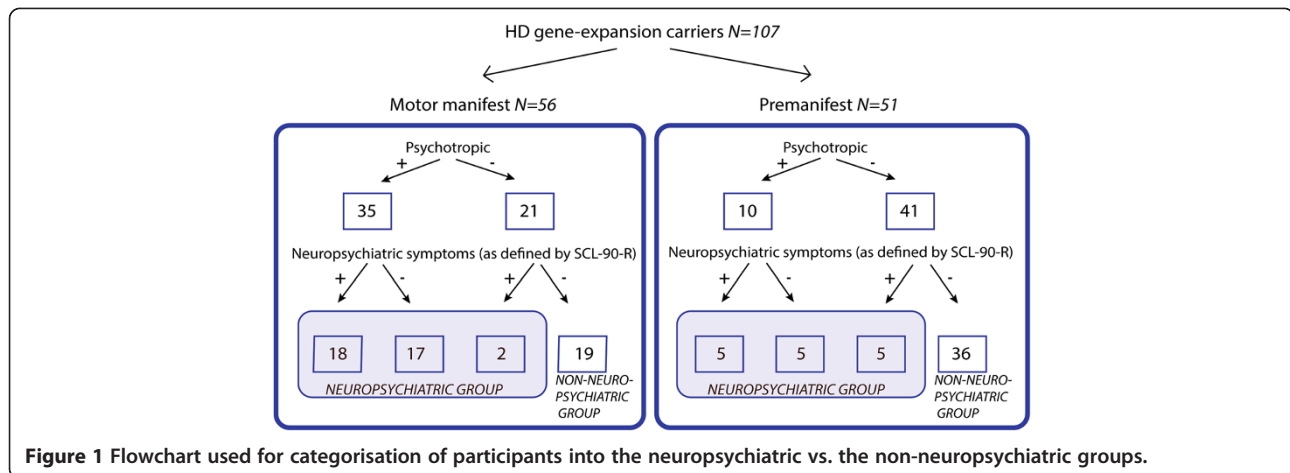 HD gene-expansion carriers N=107
Motor manifest N=56
Premanifest N=51
Psychotropic
+ -
35 21
Neuropsychiatric symptoms (as defined by SCL-90-R)
+ - + -
18 17 2 19
NEUROPSYCHIATRIC GROUP
NON-NEURO-
PSYCHIATRIC
GROUP
Psychotropic
+ -
10 41
Neuropsychiatric symptoms (as defined by SCL-90-R)
+ - + -
5 5 5 36
NEUROPSYCHIATRIC GROUP
NON-NEURO-
PSYCHIATRIC
GROUP
Figure 1 Flowchart used for categorisation of participants into the neuropsychiatric vs. the non-neuropsychiatric groups.